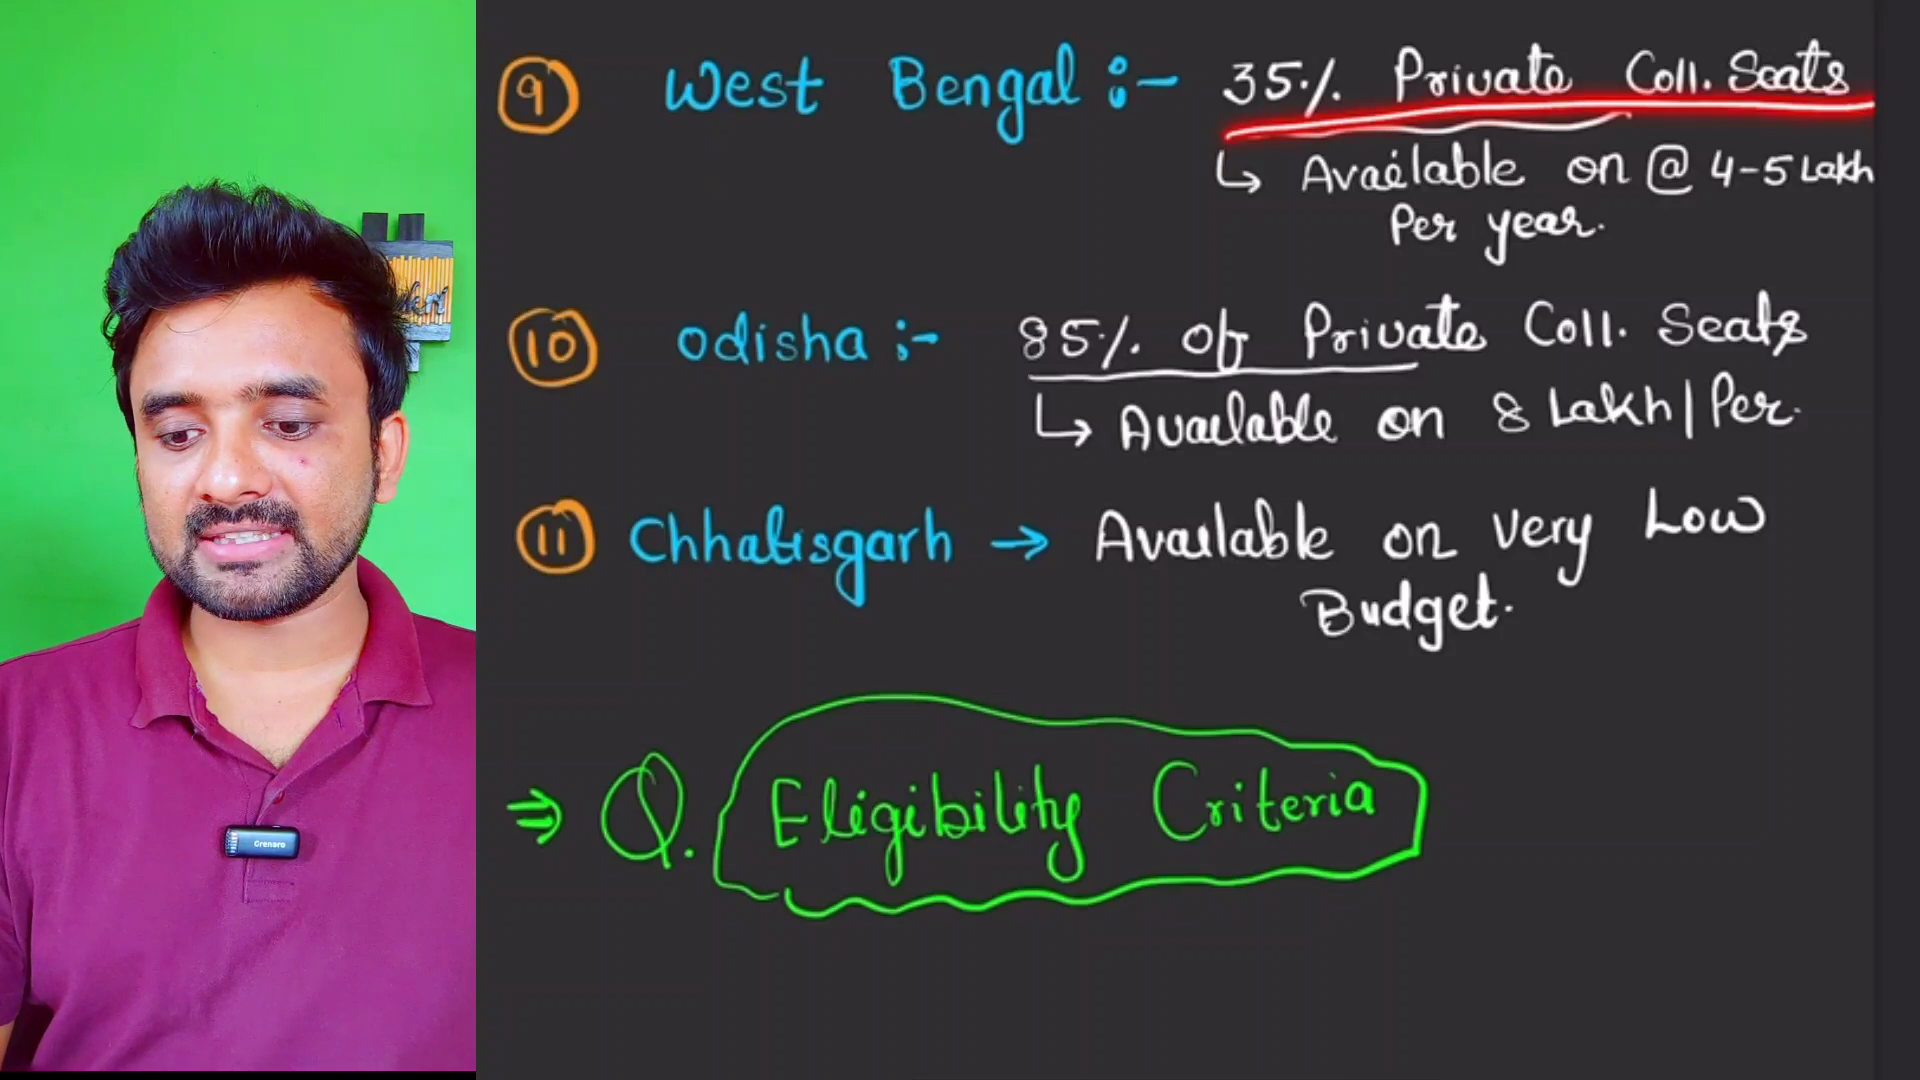 9 West Bengal :- 35% Private Coll. Seats
↳ Available on @ 4-5 Lakh
Per year.
10 Odisha :- 85% of Private Coll. Seats
↳ Available on 8 Lakh/Per.
11 Chhatisgarh → Available on very Low
Budget.
⇒ Q. Eligibility Criteria
Grenaro